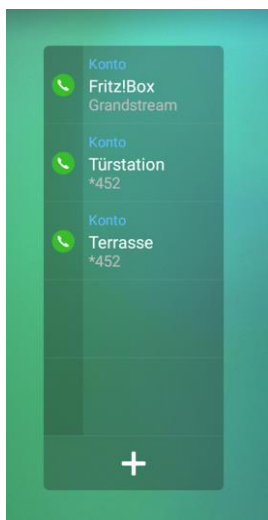 Konto
Fritz!Box
Grandstream
Konto
Türstation
*452
Konto
Terrasse
*452